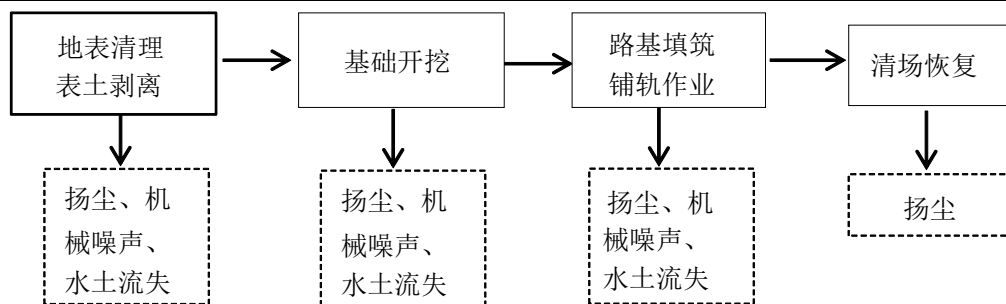 地表清理
表土剥离
基础开挖
路基填筑
铺轨作业
清场恢复
扬尘、机
械噪声、
水土流失
扬尘、机
械噪声、
水土流失
扬尘、机
械噪声、
水土流失
扬尘